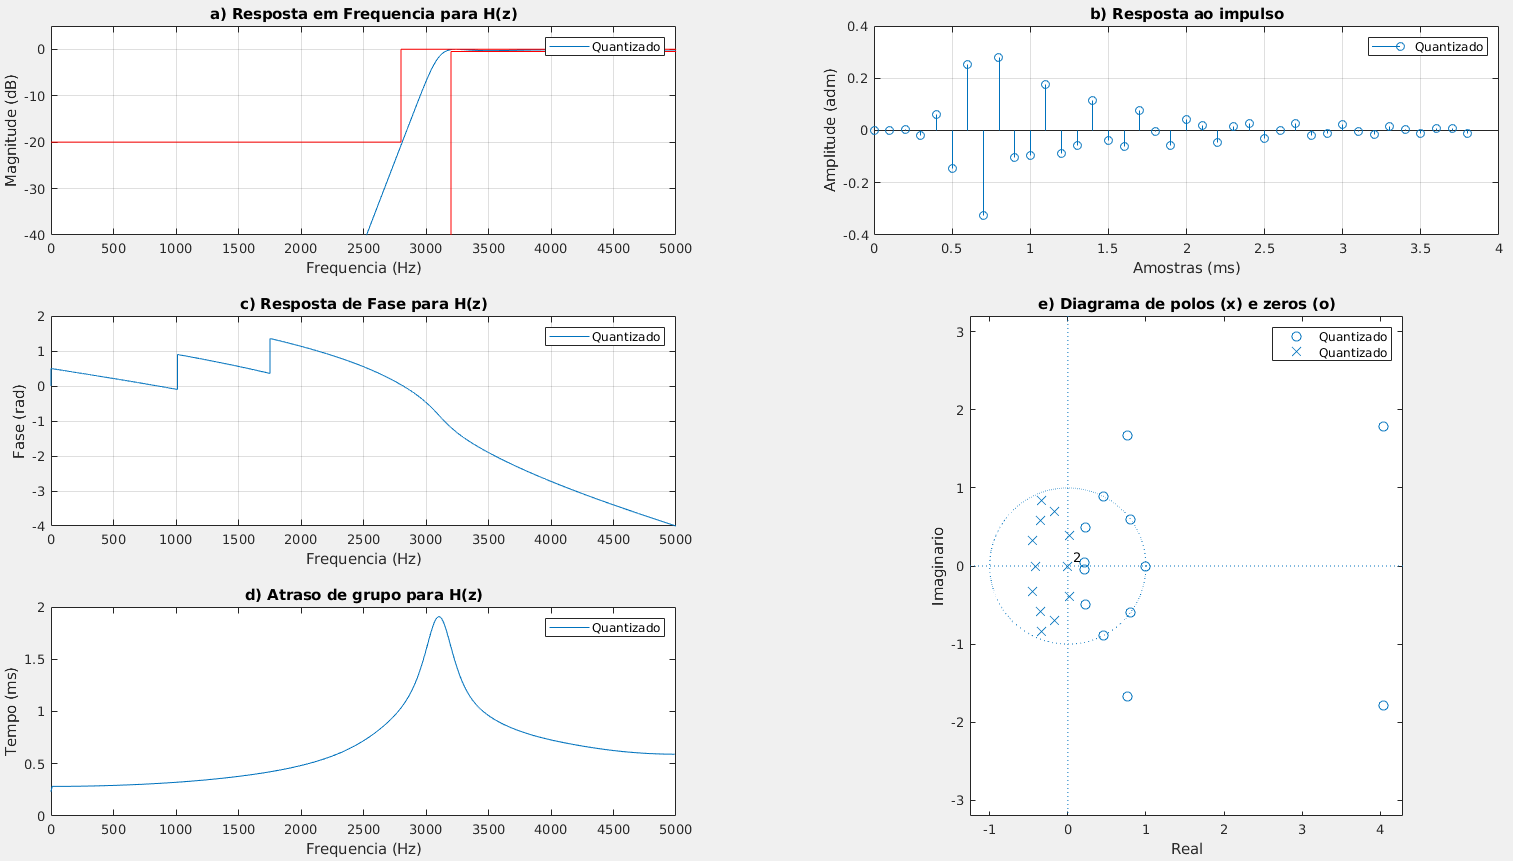 a) Resposta em Frequencia para H(z)
Quantizado
Magnitude (dB)
0
-10
-20
-30
-40
0 500 1000 1500 2000 2500 3000 3500 4000 4500 5000
Frequencia (Hz)
b) Resposta ao impulso
Quantizado
Amplitude (adm)
0.4
0.2
0
-0.2
-0.4
0 0.5 1 1.5 2 2.5 3 3.5 4
Amostras (ms)
c) Resposta de Fase para H(z)
Quantizado
Fase (rad)
2
1
0
-1
-2
-3
-4
0 500 1000 1500 2000 2500 3000 3500 4000 4500 5000
Frequencia (Hz)
d) Atraso de grupo para H(z)
Quantizado
Tempo (ms)
2
1.5
1
0.5
0
0 500 1000 1500 2000 2500 3000 3500 4000 4500 5000
Frequencia (Hz)
e) Diagrama de polos (x) e zeros (o)
Quantizado
Quantizado
Imaginario
3
2
1
0
-1
-2
-3
2
-1 0 1 2 3 4
Real